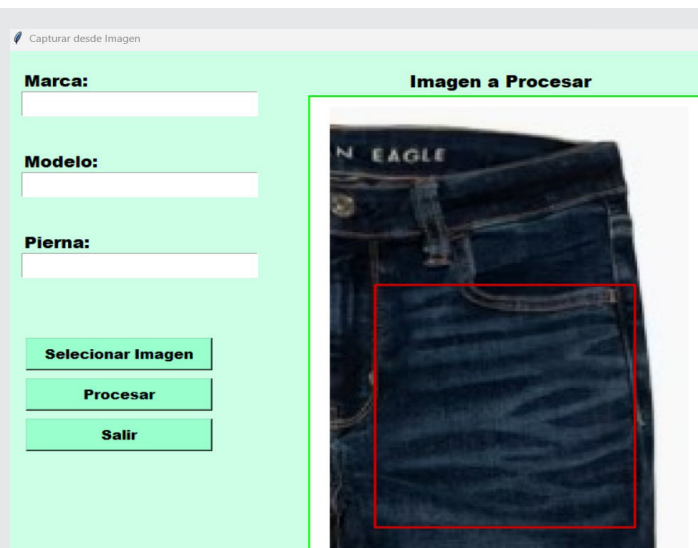 Capturar desde Imagen
Marca:
Imagen a Procesar
N EAGLE
Modelo:
Pierna:
Selecionar Imagen
Procesar
Salir